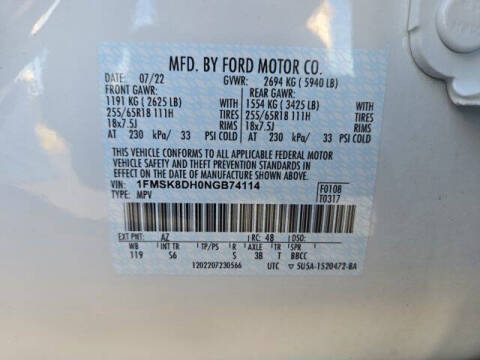 MFD. BY FORD MOTOR CO.
DATE: 07/22 GVWR: 2694 KG ( 5940 LB)
FRONT GAWR: REAR GAWR:
1191 KG ( 2625 LB) WITH 1554 KG ( 3425 LB) WITH
255/65R18 111H TIRES 255/65R18 111H TIRES
18x7.5J RIMS 18x7.5J RIMS
AT 230 kPa/ 33 PSI COLD AT 230 kPa/ 33 PSI COLD
THIS VEHICLE CONFORMS TO ALL APPLICABLE FEDERAL MOTOR
VEHICLE SAFETY AND THEFT PREVENTION STANDARDS IN
EFFECT ON THE DATE OF MANUFACTURE SHOWN ABOVE.
VIN: 1FMSK8DH0NGB74114 F0108
TYPE: MPV T0317
EXT PNT: AZ RC: 48 DSO:
WB INT TR TP/PS R AXLE TR SPR
119 S6 S 3B T BBCC
1202207230566 UTC 5U5A-1520472-BA